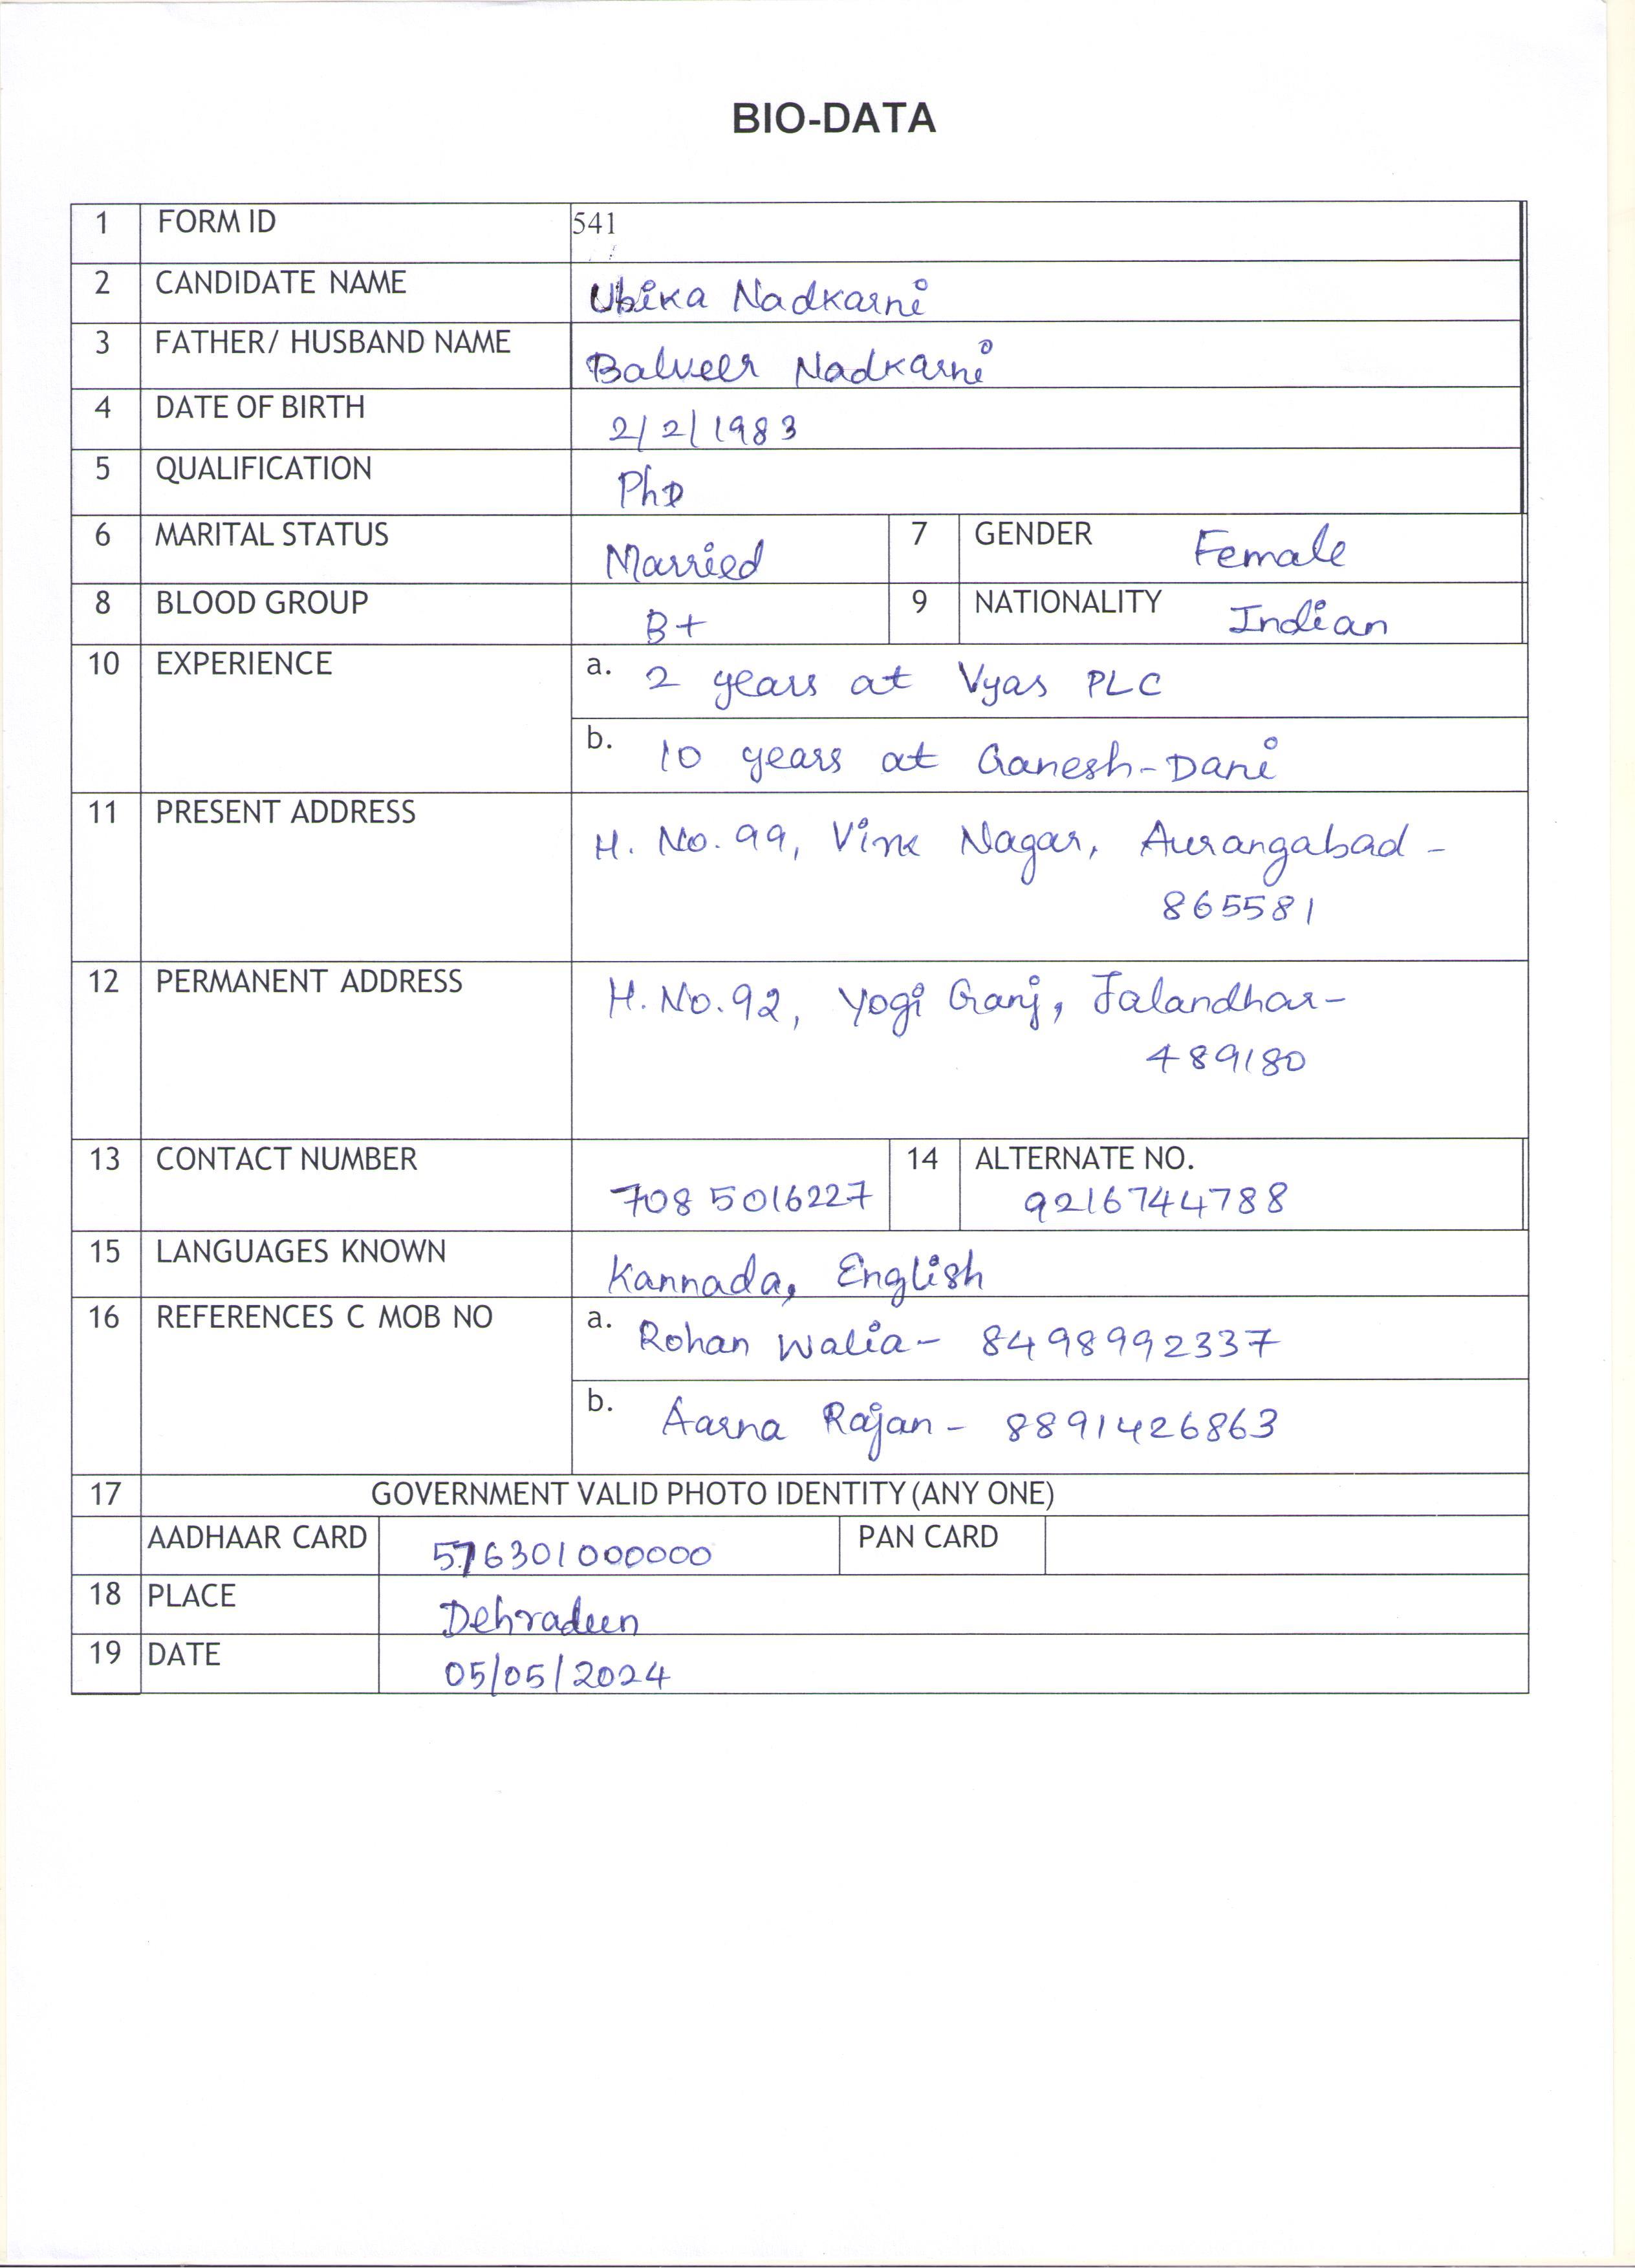 BIO-DATA
1 FORM ID 541
2 CANDIDATE NAME Ubika Nadkarni
3 FATHER/ HUSBAND NAME Balveer Nadkarni
4 DATE OF BIRTH 2/2/1983
5 QUALIFICATION PhD
6 MARITAL STATUS Married 7 GENDER Female
8 BLOOD GROUP B+ 9 NATIONALITY Indian
10 EXPERIENCE a. 2 years at Vyas PLC
b. 10 years at Ganesh-Dani
11 PRESENT ADDRESS H. No. 99, Nagar, Aurangabad -
865581
12 PERMANENT ADDRESS H. No. 92, Yogi Ganj, Jalandhar-
489180
13 CONTACT NUMBER 7085016227 14 ALTERNATE NO. 9216744788
15 LANGUAGES KNOWN Kannada, English
16 REFERENCES C MOB NO a. Rohan Walia- 8498992337
b. Aarna Rajan- 8891426863
17 GOVERNMENT VALID PHOTO IDENTITY (ANY ONE)
AADHAAR CARD 576301000000 PAN CARD
18 PLACE Dehradun
19 DATE 05/05/2024